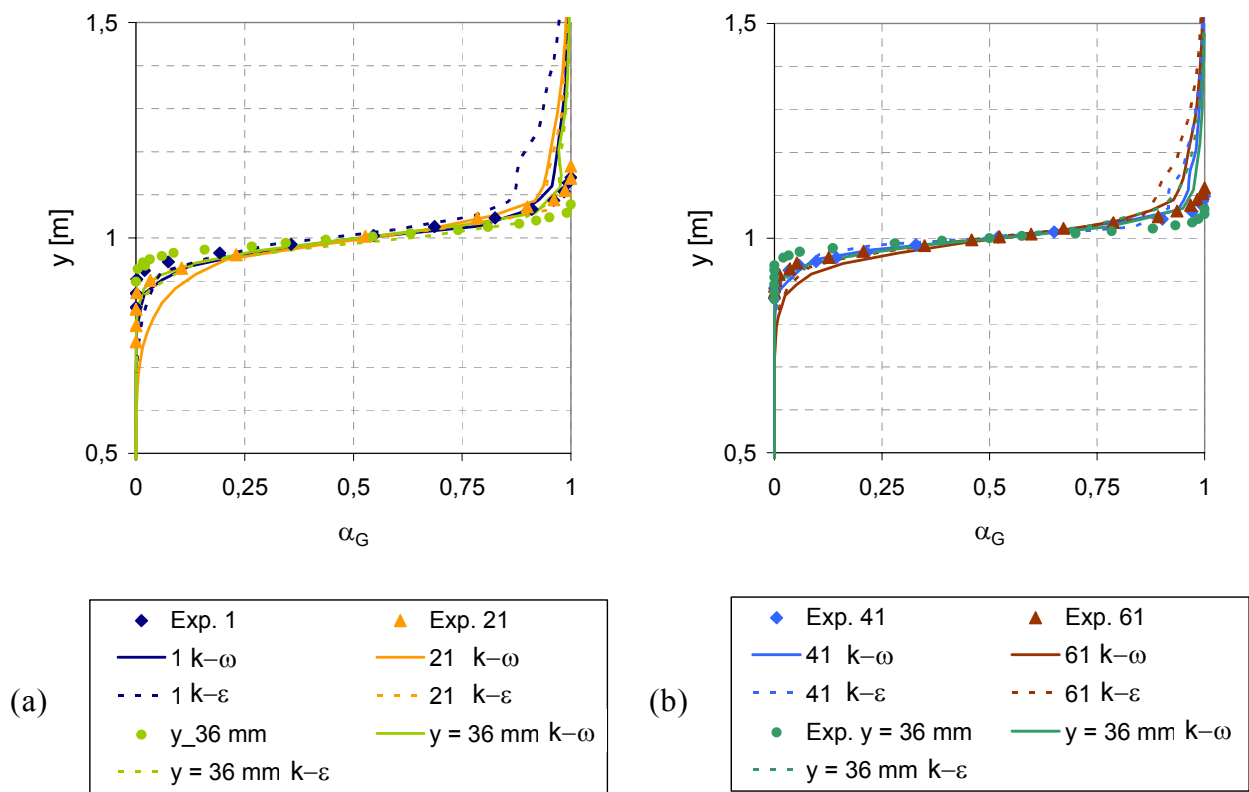 1,5
1
0,5
y [m]
0 0,25 0,5 0,75 1
α_G
1,5
1
0,5
y [m]
0 0,25 0,5 0,75 1
α_G
(a)
Exp. 1 Exp. 21
1 k−ω 21 k−ω
1 k−ε 21 k−ε
y_36 mm y = 36 mm k−ω
y = 36 mm k−ε
(b)
Exp. 41 Exp. 61
41 k−ω 61 k−ω
41 k−ε 61 k−ε
Exp. y = 36 mm y = 36 mm k−ω
y = 36 mm k−ε